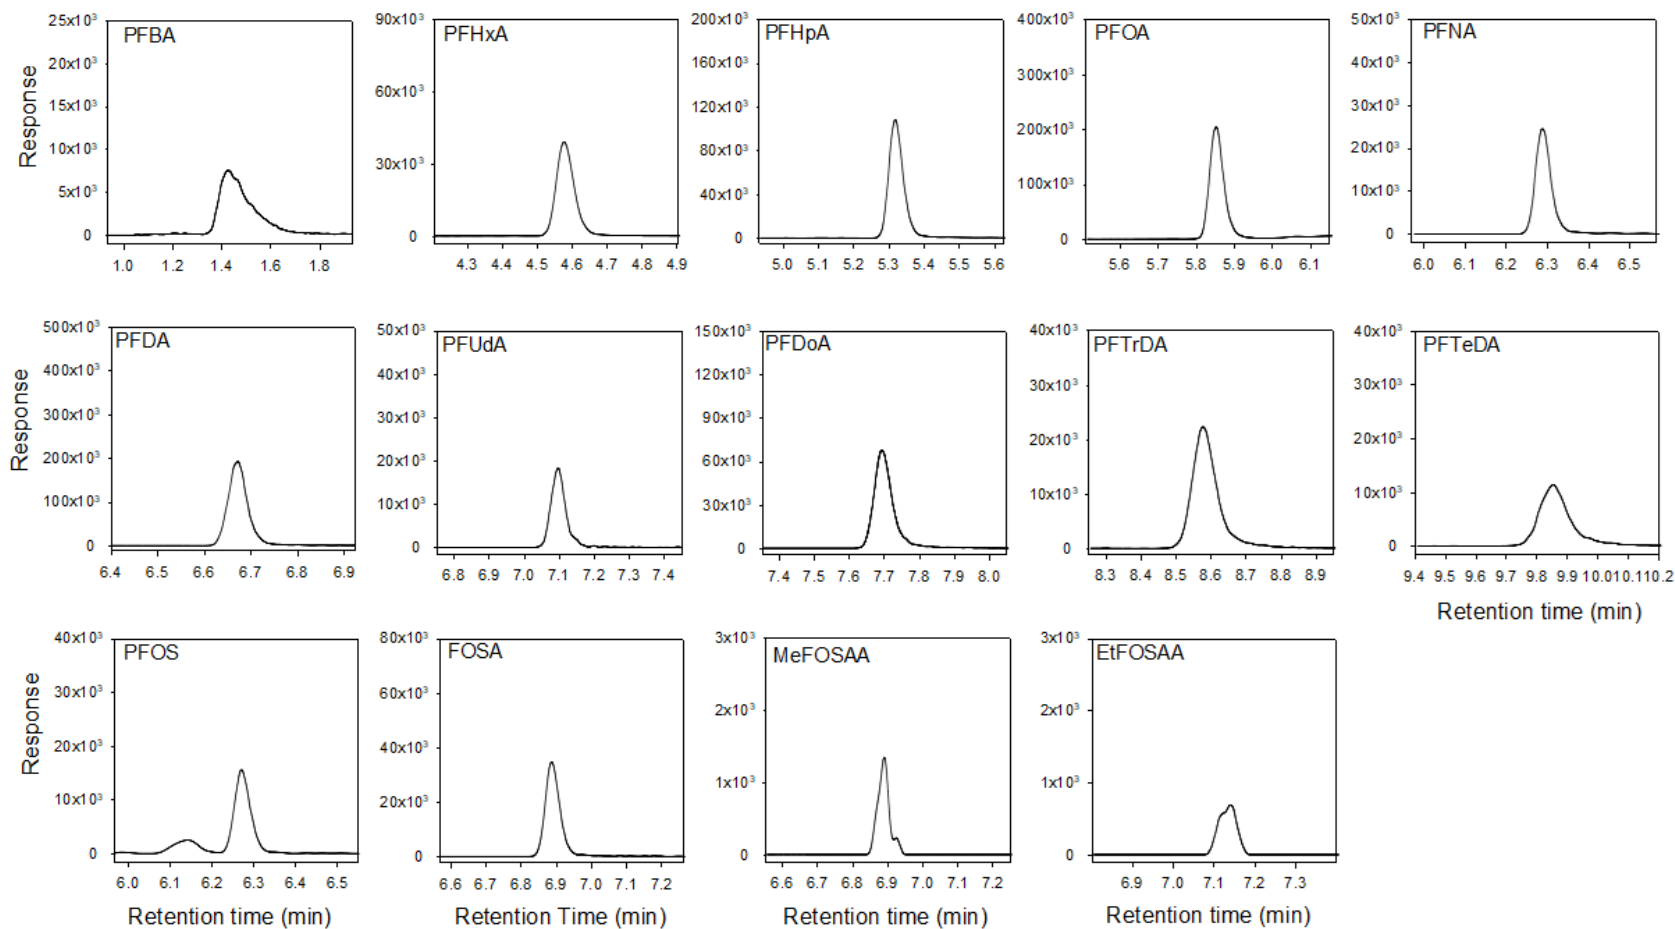 PFBA
25x10³
20x10³
15x10³
10x10³
5x10³
0
1.0 1.2 1.4 1.6 1.8
Response
PFHxA
90x10³
60x10³
30x10³
0
4.3 4.4 4.5 4.6 4.7 4.8 4.9
PFHpA
200x10³
160x10³
120x10³
80x10³
40x10³
0
5.0 5.1 5.2 5.3 5.4 5.5 5.6
PFOA
400x10³
300x10³
200x10³
100x10³
0
5.6 5.7 5.8 5.9 6.0 6.1
PFNA
50x10³
40x10³
30x10³
20x10³
10x10³
0
6.0 6.1 6.2 6.3 6.4 6.5
PFDA
500x10³
400x10³
300x10³
200x10³
100x10³
0
6.4 6.5 6.6 6.7 6.8 6.9
Response
PFUdA
50x10³
40x10³
30x10³
20x10³
10x10³
0
6.8 6.9 7.0 7.1 7.2 7.3 7.4
PFDoA
150x10³
120x10³
90x10³
60x10³
30x10³
0
7.4 7.5 7.6 7.7 7.8 7.9 8.0
PFTrDA
40x10³
30x10³
20x10³
10x10³
0
8.3 8.4 8.5 8.6 8.7 8.8 8.9
PFTeDA
40x10³
30x10³
20x10³
10x10³
0
9.4 9.5 9.6 9.7 9.8 9.9 10.0 10.1 10.2
Retention time (min)
PFOS
40x10³
30x10³
20x10³
10x10³
0
6.0 6.1 6.2 6.3 6.4 6.5
Response
Retention time (min)
FOSA
80x10³
60x10³
40x10³
20x10³
0
6.6 6.7 6.8 6.9 7.0 7.1 7.2
Retention Time (min)
MeFOSAA
3x10³
2x10³
1x10³
0
6.6 6.7 6.8 6.9 7.0 7.1 7.2
Retention time (min)
EtFOSAA
3x10³
2x10³
1x10³
0
6.9 7.0 7.1 7.2 7.3
Retention time (min)